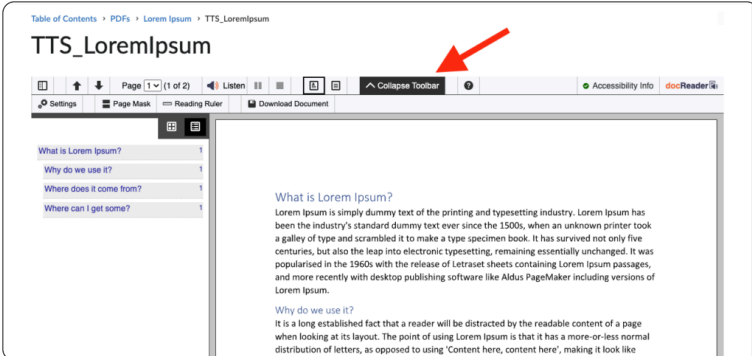 Table of Contents › PDFs › Lorem Ipsum › TTS_LoremIpsum
TTS_LoremIpsum
Page 1 (1 of 2) Listen Collapse Toolbar Accessibility Info docReader
Settings Page Mask Reading Ruler Download Document
What is Lorem Ipsum? 1
Why do we use it? 1
Where does it come from? 1
Where can I get some? 1
What is Lorem Ipsum?
Lorem Ipsum is simply dummy text of the printing and typesetting industry. Lorem Ipsum has
been the industry's standard dummy text ever since the 1500s, when an unknown printer took
a galley of type and scrambled it to make a type specimen book. It has survived not only five
centuries, but also the leap into electronic typesetting, remaining essentially unchanged. It was
popularised in the 1960s with the release of Letraset sheets containing Lorem Ipsum passages,
and more recently with desktop publishing software like Aldus PageMaker including versions of
Lorem Ipsum.
Why do we use it?
It is a long established fact that a reader will be distracted by the readable content of a page
when looking at its layout. The point of using Lorem Ipsum is that it has a more-or-less normal
distribution of letters, as opposed to using 'Content here, content here', making it look like